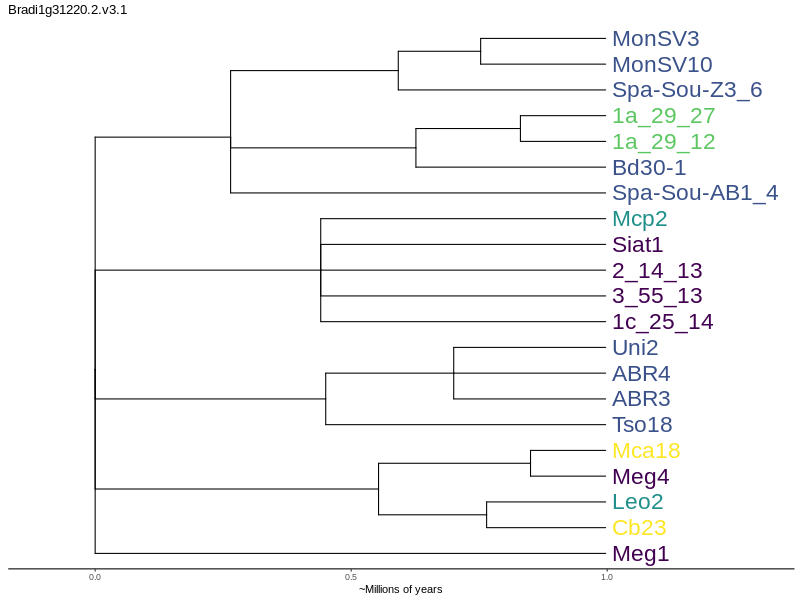 Bradi1g31220.2.v3.1
MonSV3
MonSV10
Spa-Sou-Z3_6
1a_29_27
1a_29_12
Bd30-1
Spa-Sou-AB1_4
Mcp2
Siat1
2_14_13
3_55_13
1c_25_14
Uni2
ABR4
ABR3
Tso18
Mca18
Meg4
Leo2
Cb23
Meg1
0.0 0.5 1.0
~Millions of years